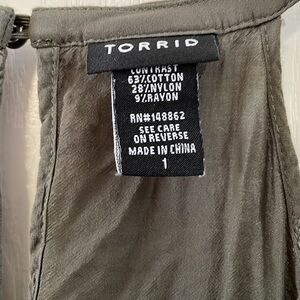 TORRID
CONTRAST
63%COTTON
28%NYLON
9%RAYON
RN#148862
SEE CARE
ON REVERSE
MADE IN CHINA
1